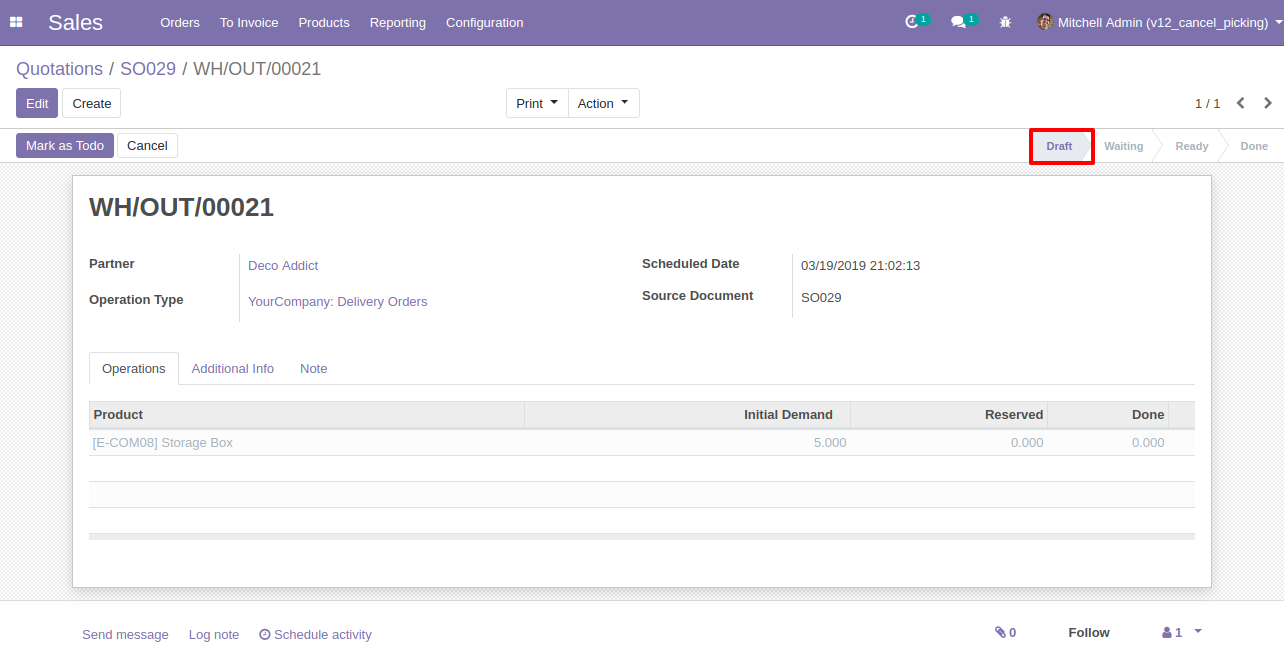 Sales Orders To Invoice Products Reporting Configuration 1 1 Mitchell Admin (v12_cancel_picking)
Quotations / SO029 / WH/OUT/00021
Edit Create Print Action 1 / 1
Mark as Todo Cancel Draft Waiting Ready Done
WH/OUT/00021
Partner Deco Addict Scheduled Date 03/19/2019 21:02:13
Operation Type YourCompany: Delivery Orders Source Document SO029
Operations Additional Info Note
Product Initial Demand Reserved Done
[E-COM08] Storage Box 5.000 0.000 0.000
Send message Log note Schedule activity 0 Follow 1